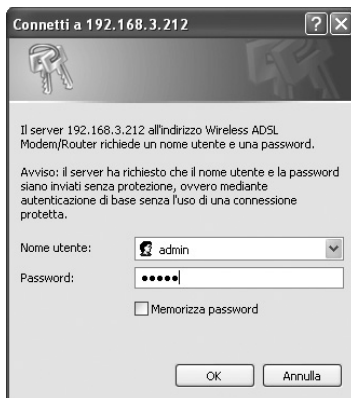 Connetti a 192.168.3.212
Il server 192.168.3.212 all'indirizzo Wireless ADSL
Modem/Router richiede un nome utente e una password.
Avviso: il server ha richiesto che il nome utente e la password
siano inviati senza protezione, ovvero mediante
autenticazione di base senza l'uso di una connessione
protetta.
Nome utente: admin
Password: •••••
Memorizza password
OK Annulla